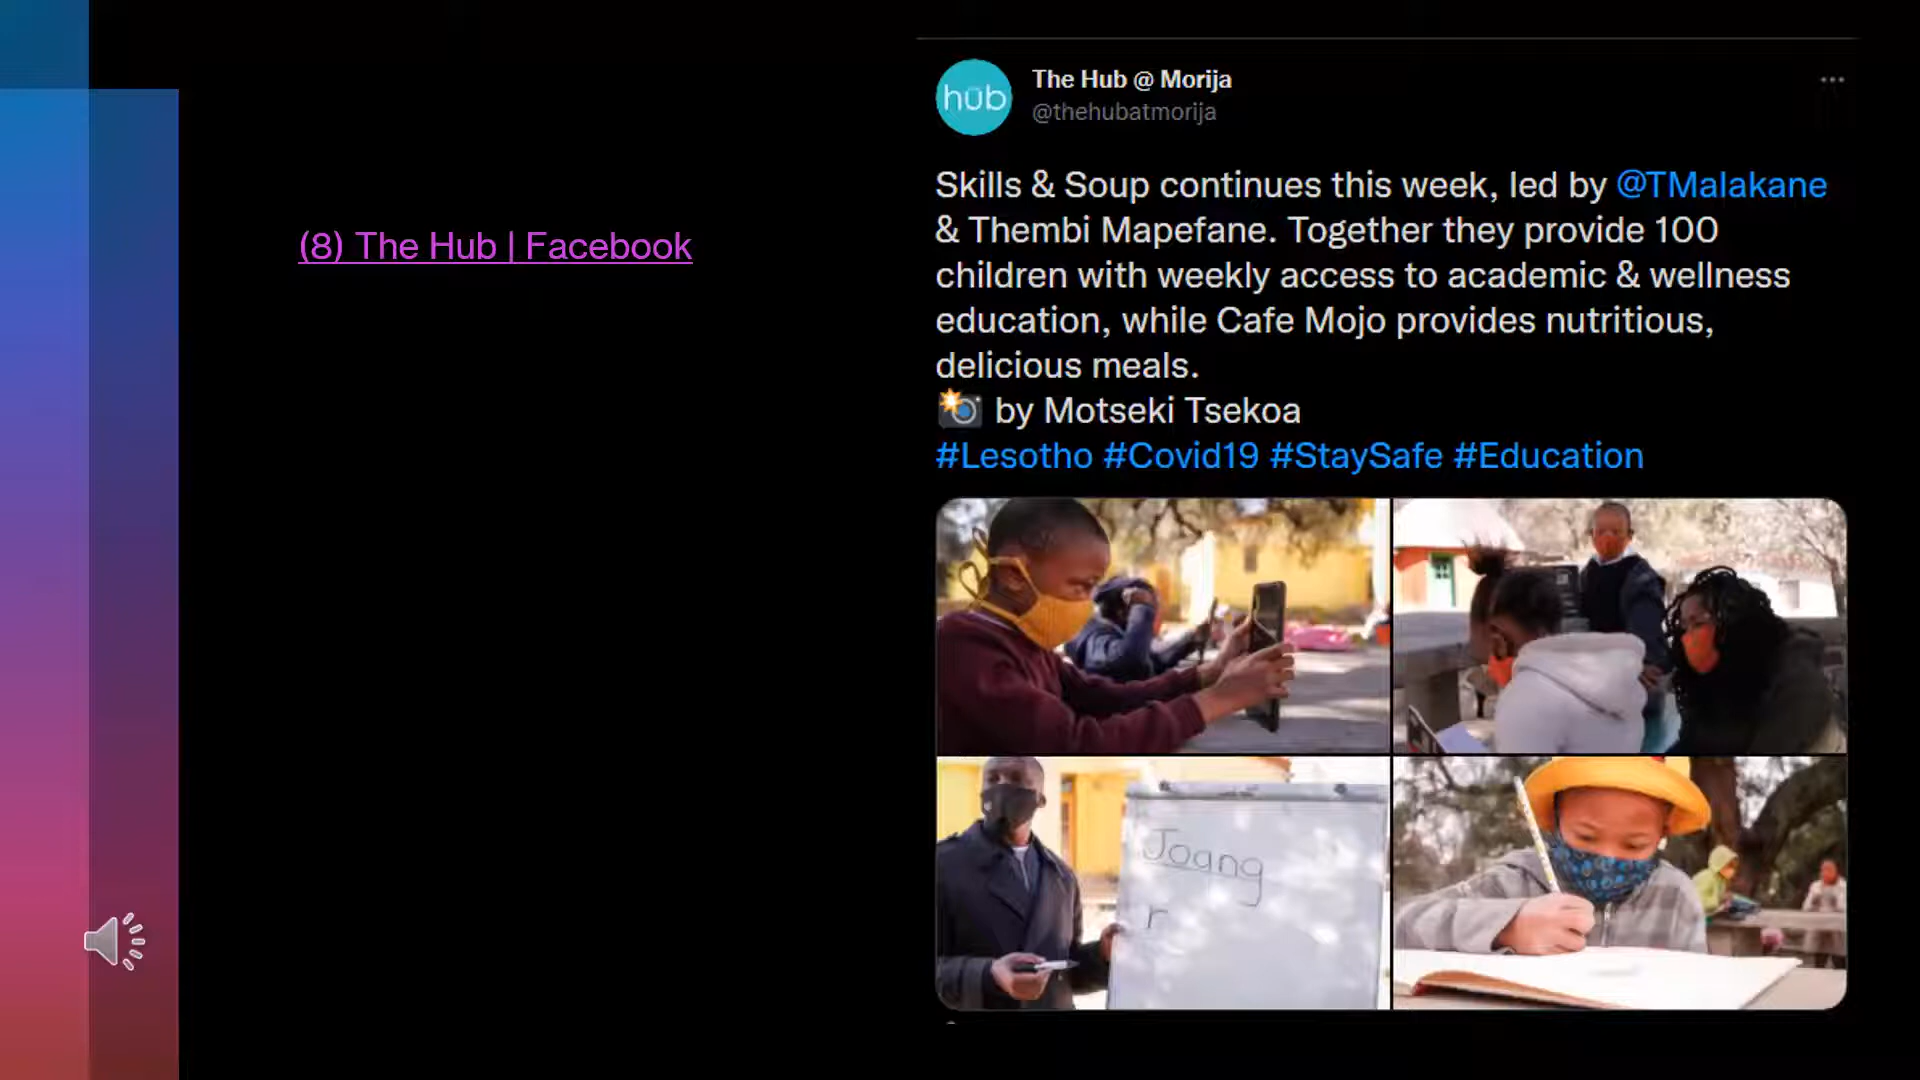 (8) The Hub | Facebook
hub
The Hub @ Morija
@thehubatmorija
Skills & Soup continues this week, led by @TMalakane
& Thembi Mapefane. Together they provide 100
children with weekly access to academic & wellness
education, while Cafe Mojo provides nutritious,
delicious meals.
by Motseki Tsekoa
#Lesotho #Covid19 #StaySafe #Education
Joang
r